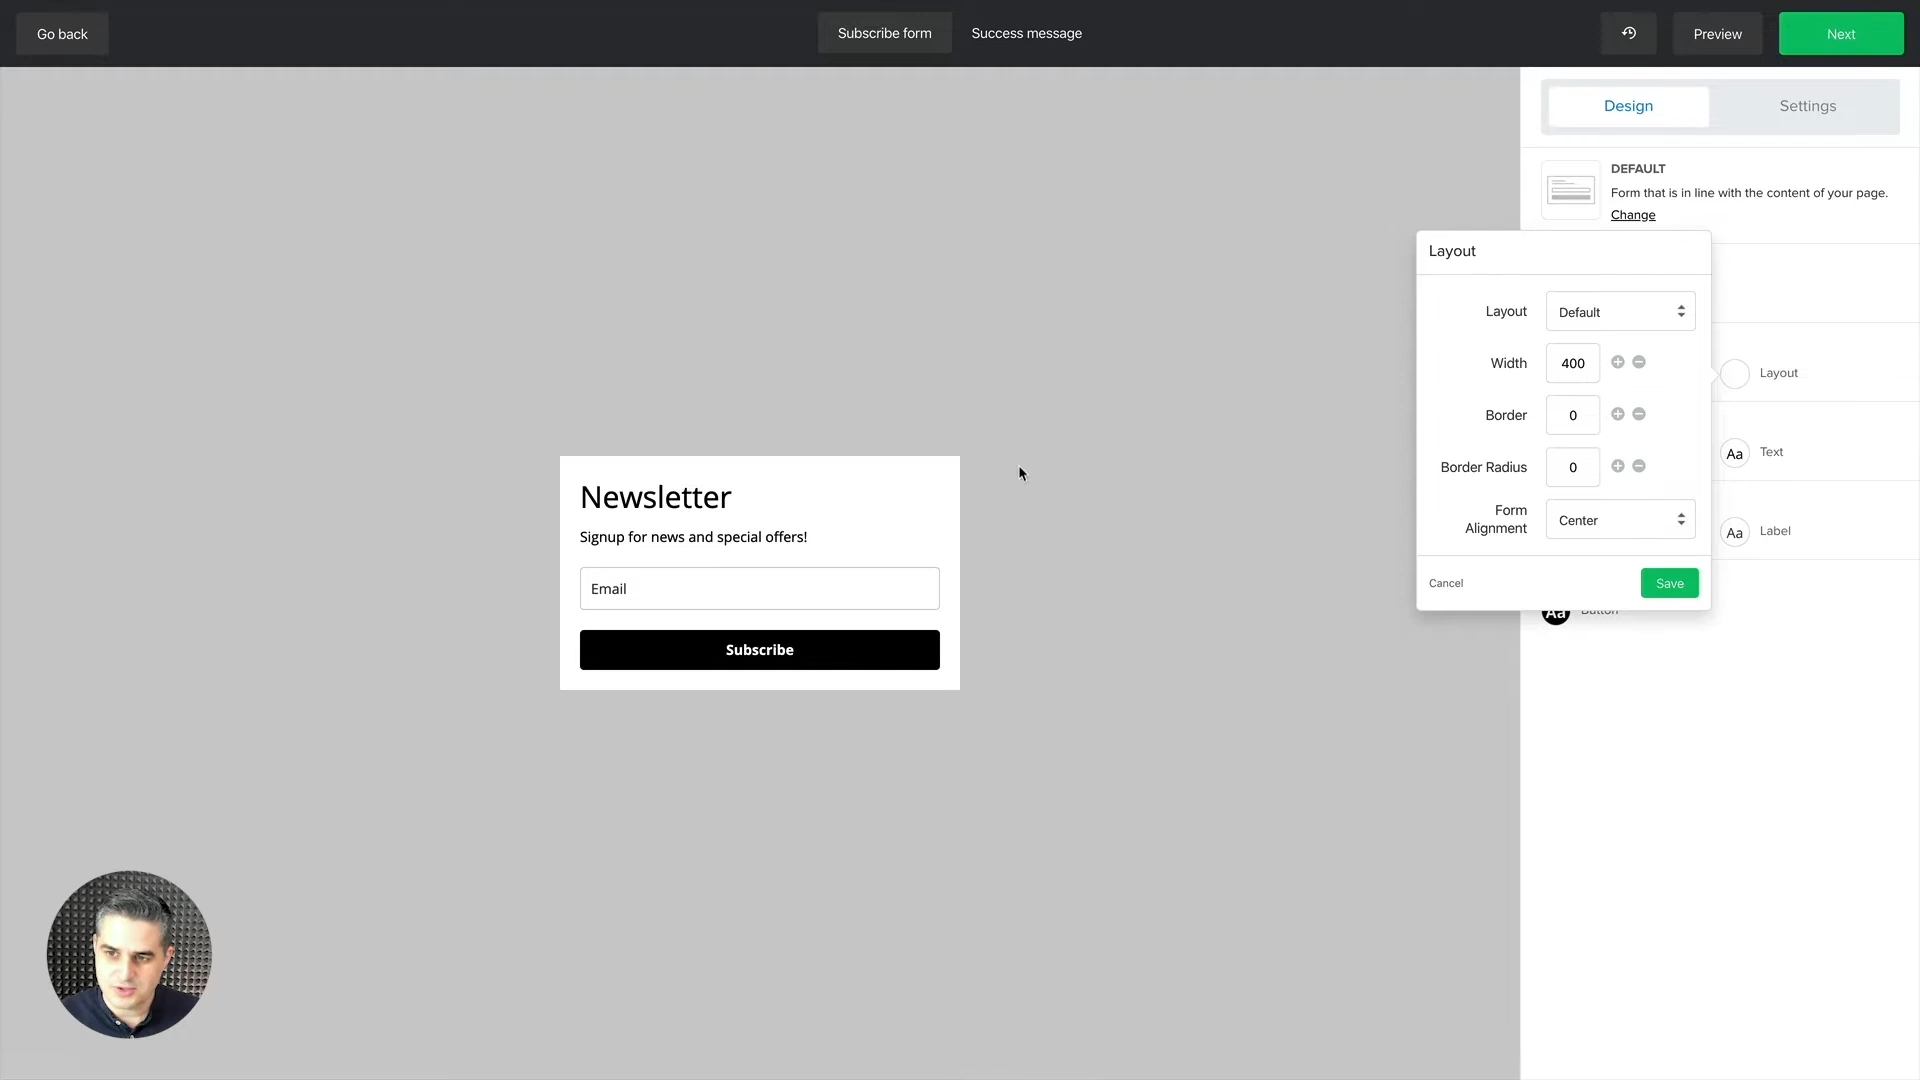 Go back
Subscribe form
Success message
Preview
Next
Design
Settings
DEFAULT
Form that is in line with the content of your page.
Change
Layout
Layout
Default
Width
400
Border
0
Border Radius
0
Form
Alignment
Center
Cancel
Save
Layout
Aa
Text
Aa
Label
Aa
Button
Newsletter
Signup for news and special offers!
Email
Subscribe